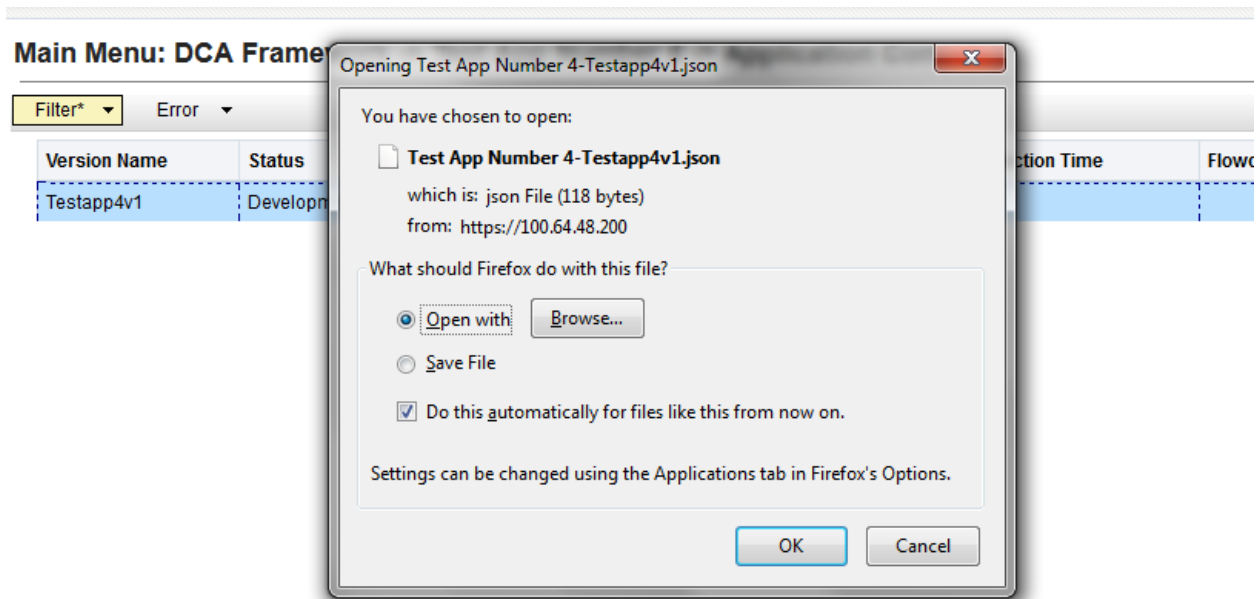 Main Menu: DCA Frame
Opening Test App Number 4-Testapp4v1.json
Filter* Error
You have chosen to open:
Test App Number 4-Testapp4v1.json
which is: json File (118 bytes)
from: https://100.64.48.200
Version Name Status ction Time Flowc
Testapp4v1 Developm
What should Firefox do with this file?
Open with Browse...
Save File
Do this automatically for files like this from now on.
Settings can be changed using the Applications tab in Firefox's Options.
OK Cancel